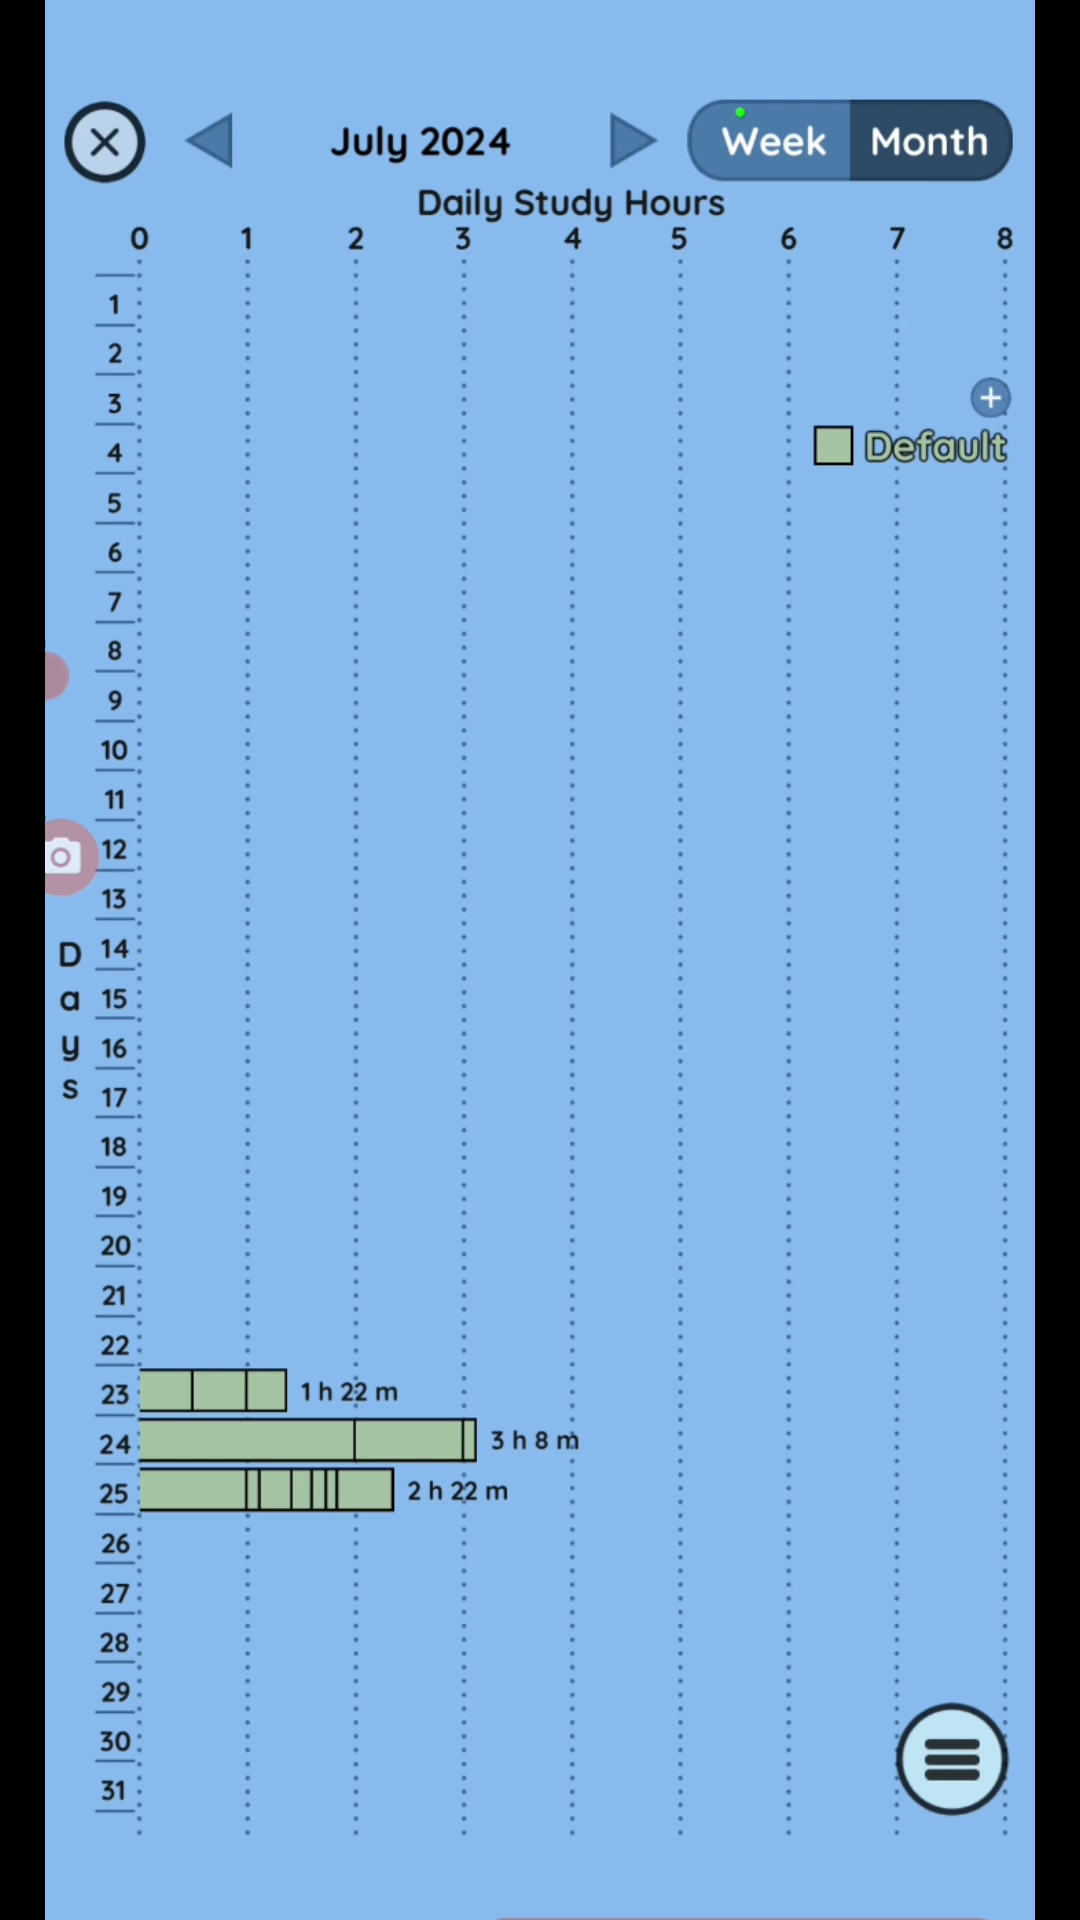 July 2024
Week
Month
Daily Study Hours
0 1 2 3 4 5 6 7 8
1
2
3
+
4
Default
5
6
7
8
9
10
11
12
13
14
15
16
17
Days
18
19
20
21
22
23 1 h 22 m
24 3 h 8 m
25 2 h 22 m
26
27
28
29
30
31